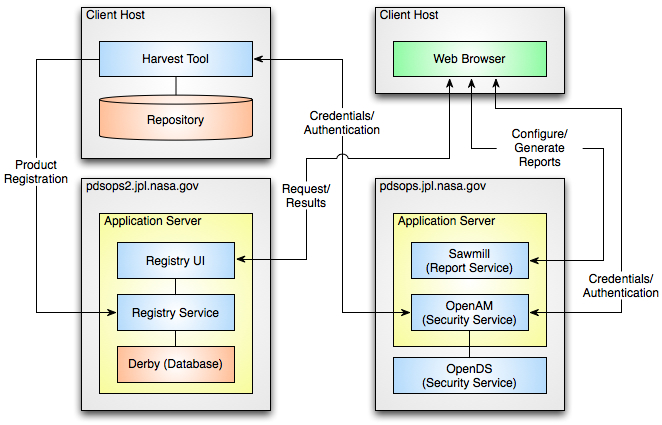 Client Host
Harvest Tool
Repository
Client Host
Web Browser
Credentials/
Authentication
Configure/
Generate
Reports
Product
Registration
Request/
Results
pdsops2.jpl.nasa.gov
Application Server
Registry UI
Registry Service
Derby (Database)
pdsops.jpl.nasa.gov
Application Server
Sawmill
(Report Service)
OpenAM
(Security Service)
OpenDS
(Security Service)
Credentials/
Authentication